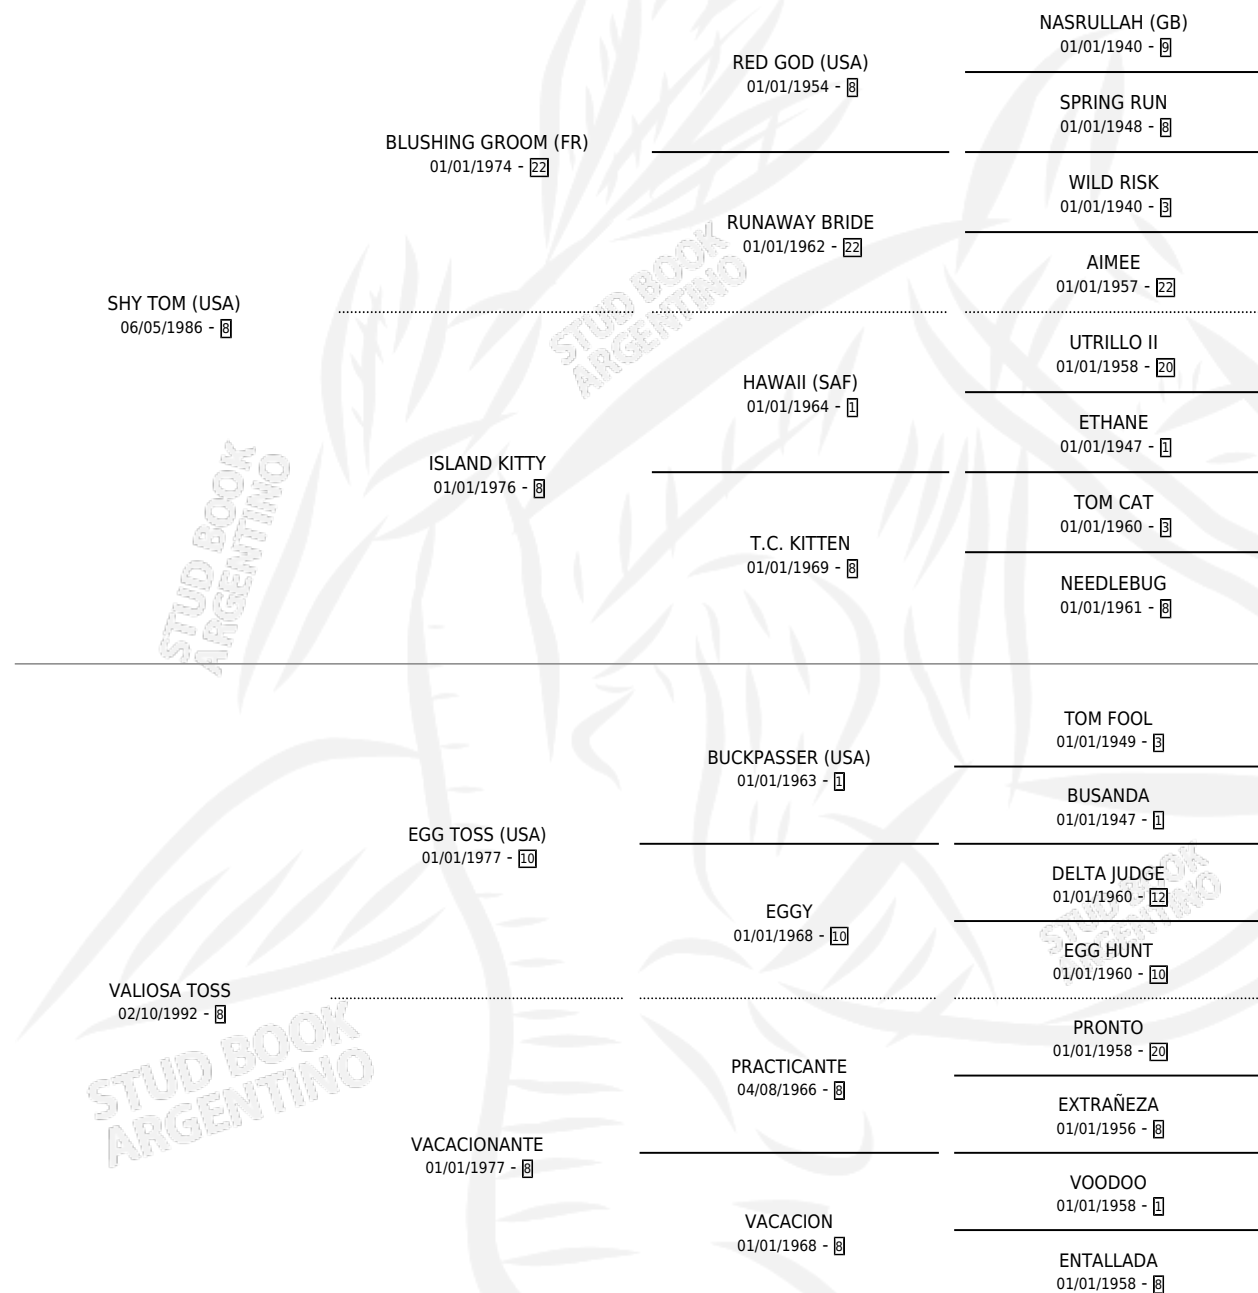 NASRULLAH (GB)
01/01/1940 - 9
RED GOD (USA)
01/01/1954 - 8
SPRING RUN
01/01/1948 - 8
BLUSHING GROOM (FR)
01/01/1974 - 22
WILD RISK
01/01/1940 - 3
RUNAWAY BRIDE
01/01/1962 - 22
AIMEE
01/01/1957 - 22
SHY TOM (USA)
06/05/1986 - 8
STUD BOOK
ARGENTINO
UTRILLO II
01/01/1958 - 20
HAWAII (SAF)
01/01/1964 - 1
ETHANE
01/01/1947 - 1
ISLAND KITTY
01/01/1976 - 8
STUD BOOK
ARGENTINO
TOM CAT
01/01/1960 - 3
T.C. KITTEN
01/01/1969 - 8
NEEDLEBUG
01/01/1961 - 8
TOM FOOL
01/01/1949 - 3
BUCKPASSER (USA)
01/01/1963 - 1
BUSANDA
01/01/1947 - 1
EGG TOSS (USA)
01/01/1977 - 10
DELTA JUDGE
01/01/1960 - 12
STUD BOOK
ARGENTINO
EGGY
01/01/1968 - 10
EGG HUNT
01/01/1960 - 10
VALIOSA TOSS
02/10/1992 - 8
STUD BOOK
ARGENTINO
PRONTO
01/01/1958 - 20
PRACTICANTE
04/08/1966 - 8
EXTRAÑEZA
01/01/1956 - 8
VACACIONANTE
01/01/1977 - 8
VOODOO
01/01/1958 - 1
VACACION
01/01/1968 - 8
ENTALLADA
01/01/1958 - 8